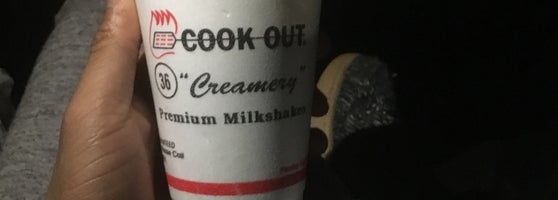 COOK OUT.
36 "Creamery"
Premium Milkshakes